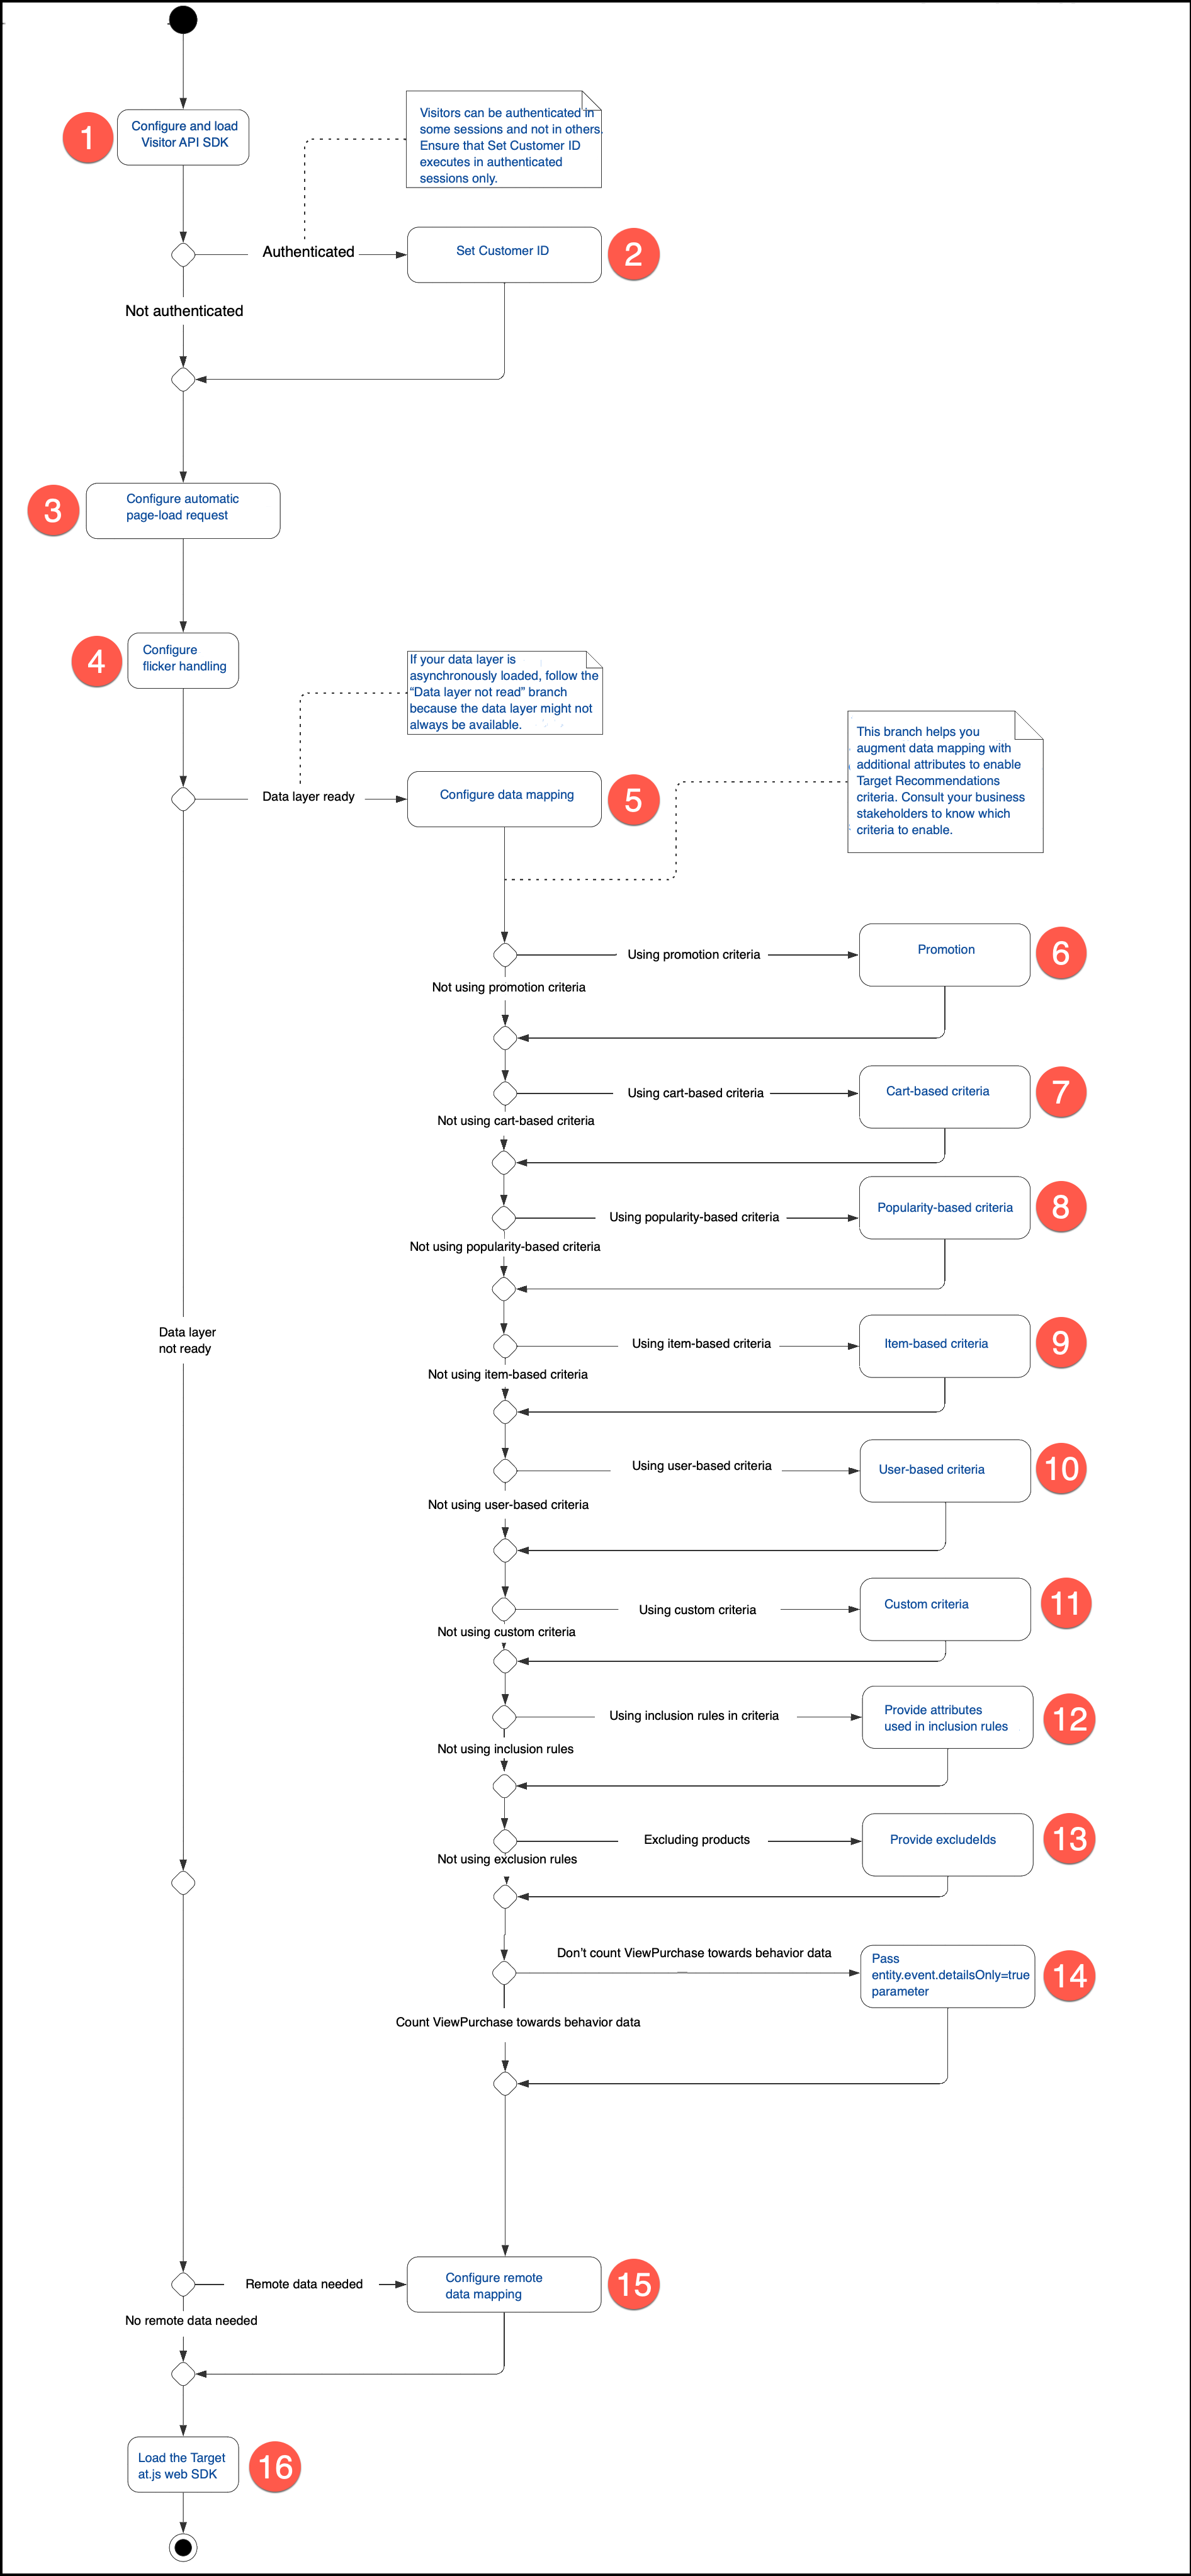 1
Configure and load
Visitor API SDK
Visitors can be authenticated in
some sessions and not in others.
Ensure that Set Customer ID
executes in authenticated
sessions only.
Authenticated
Set Customer ID
2
Not authenticated
3
Configure automatic
page-load request
4
Configure
flicker handling
If your data layer is
asynchronously loaded, follow the
“Data layer not read” branch
because the data layer might not
always be available.
Data layer ready
Configure data mapping
5
This branch helps you
augment data mapping with
additional attributes to enable
Target Recommendations
criteria. Consult your business
stakeholders to know which
criteria to enable.
Using promotion criteria
Promotion
6
Not using promotion criteria
Using cart-based criteria
Cart-based criteria
7
Not using cart-based criteria
Using popularity-based criteria
Popularity-based criteria
8
Not using popularity-based criteria
Data layer
not ready
Using item-based criteria
Item-based criteria
9
Not using item-based criteria
Using user-based criteria
User-based criteria
10
Not using user-based criteria
Using custom criteria
Custom criteria
11
Not using custom criteria
Using inclusion rules in criteria
Provide attributes
used in inclusion rules
12
Not using inclusion rules
Excluding products
Provide excludeIds
13
Not using exclusion rules
Don’t count ViewPurchase towards behavior data
Pass
entity.event.detailsOnly=true
parameter
14
Count ViewPurchase towards behavior data
Remote data needed
Configure remote
data mapping
15
No remote data needed
Load the Target
at.js web SDK
16